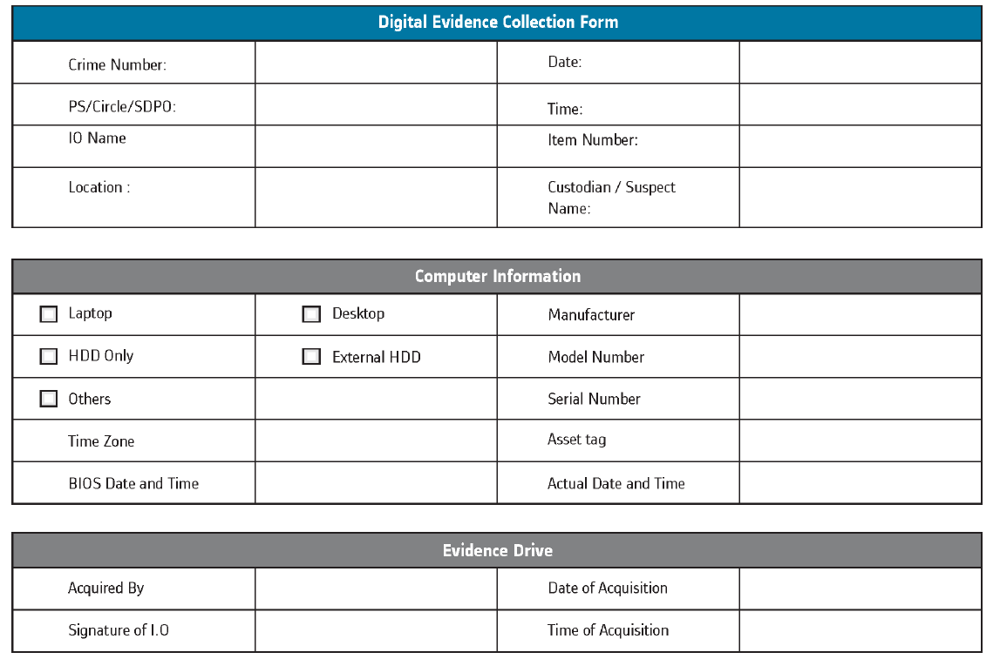 Digital Evidence Collection Form
Crime Number:
Date:
PS/Circle/SDPO:
Time:
IO Name
Item Number:
Location :
Custodian / Suspect
Name:
Computer Information
Laptop
Desktop
Manufacturer
HDD Only
External HDD
Model Number
Others
Serial Number
Time Zone
Asset tag
BIOS Date and Time
Actual Date and Time
Evidence Drive
Acquired By
Date of Acquisition
Signature of I.O
Time of Acquisition